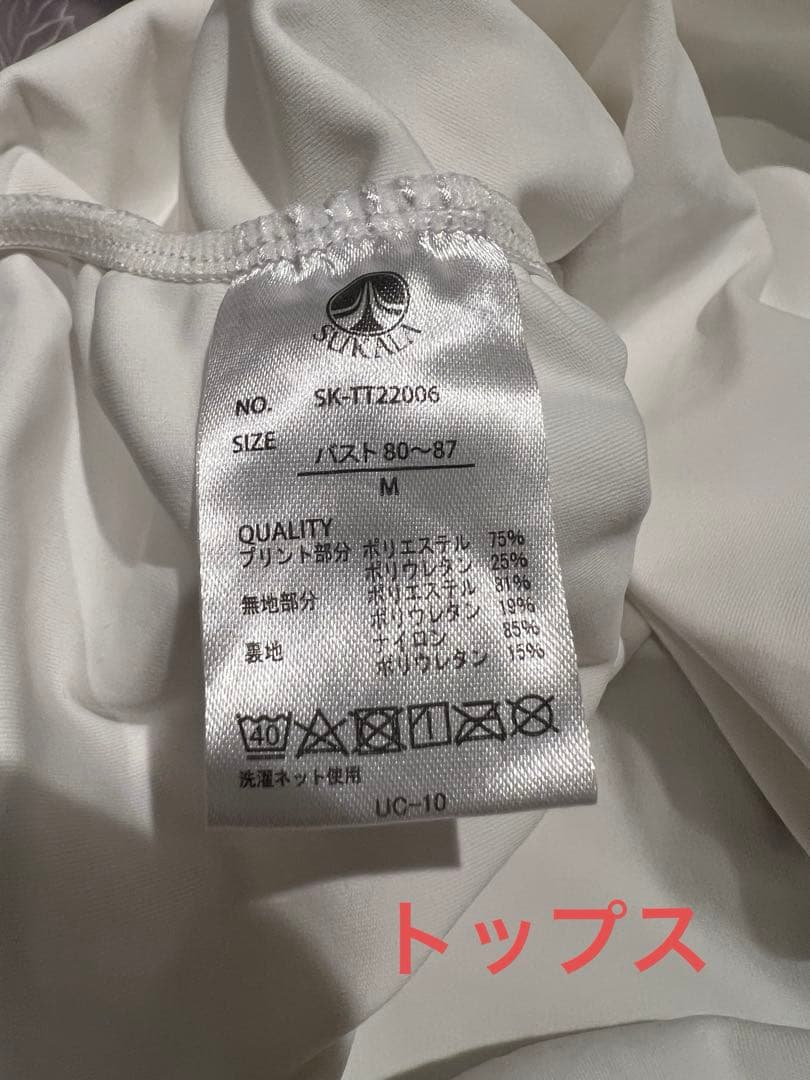 SUKALA
NO. SK-TT22006
SIZE バスト 80〜87
M
QUALITY
プリント部分 ポリエステル 75%
ポリウレタン 25%
無地部分 ポリエステル 81%
ポリウレタン 19%
裏地 ナイロン 85%
ポリウレタン 15%
40
洗濯ネット使用
UC-10
トップス